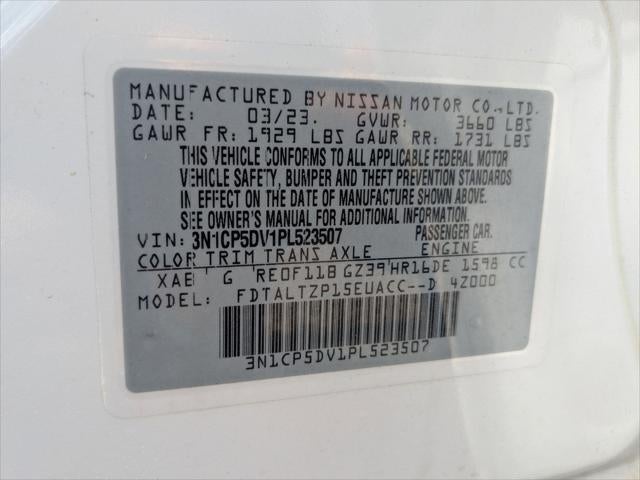 MANUFACTURED BY NISSAN MOTOR CO.,LTD.
DATE: 03/23. GVWR: 3660 LBS
GAWR FR: 1929 LBS GAWR RR: 1731 LBS
THIS VEHICLE CONFORMS TO ALL APPLICABLE FEDERAL MOTOR
VEHICLE SAFETY, BUMPER AND THEFT PREVENTION STANDARDS
IN EFFECT ON THE DATE OF MANUFACTURE SHOWN ABOVE.
SEE OWNER'S MANUAL FOR ADDITIONAL INFORMATION.
VIN: 3N1CP5DV1PL523507 PASSENGER CAR.
COLOR TRIM TRANS AXLE ENGINE
XAB ' G ' RE0F11B GZ39'HR16DE 1598 CC
MODEL: FDTALTZP15EUACC--D 4Z000
3N1CP5DV1PL523507